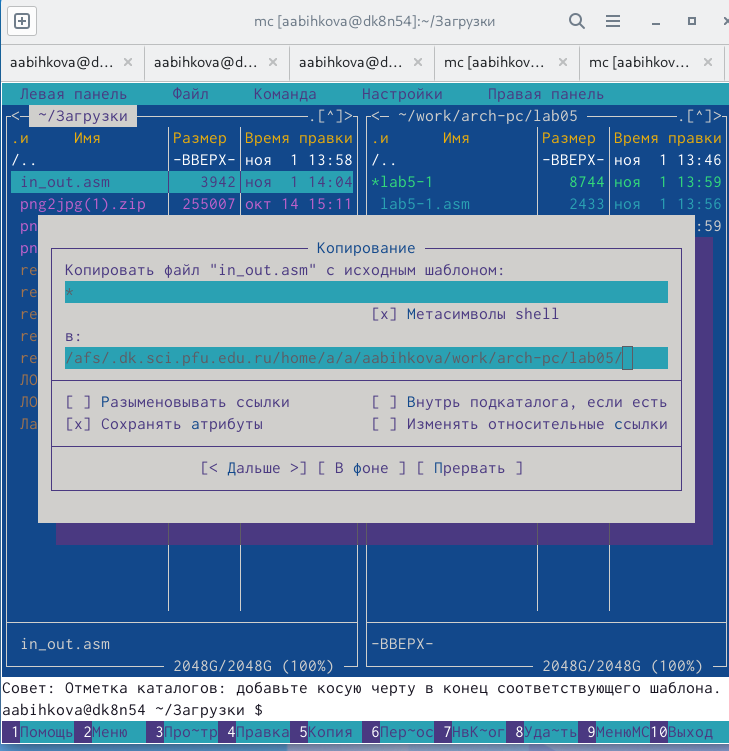 mc [aabihkova@dk8n54]:~/Загрузки
aabihkova@d... × aabihkova@d... × aabihkova@d... × mc [aabihkov... × mc [aabihkov... ×
Левая панель Файл Команда Настройки Правая панель
<— ~/Загрузки .[^]> <— ~/work/arch-pc/lab05 .[^]>
.и Имя Размер Время правки .и Имя Размер Время правки
/.. -ВВЕРХ- ноя 1 13:58 /.. -ВВЕРХ- ноя 1 13:46
in_out.asm 3942 ноя 1 14:04 *lab5-1 8744 ноя 1 13:59
png2jpg(1).zip 255007 окт 14 15:11 lab5-1.asm 2433 ноя 1 13:56
pn :59
Копирование
pn
Копировать файл "in_out.asm" с исходным шаблоном:
re
*
re
[x] Метасимволы shell
re
в:
re
/afs/.dk.sci.pfu.edu.ru/home/a/a/aabihkova/work/arch-pc/lab05/
re
ЛО
[ ] Разыменовывать ссылки [ ] Внутрь подкаталога, если есть
ЛО
[x] Сохранять атрибуты [ ] Изменять относительные ссылки
Ла
[< Дальше >] [ В фоне ] [ Прервать ]
in_out.asm -ВВЕРХ-
2048G/2048G (100%) 2048G/2048G (100%)
Совет: Отметка каталогов: добавьте косую черту в конец соответствующего шаблона.
aabihkova@dk8n54 ~/Загрузки $
1Помощь 2Меню 3Про~тр 4Правка 5Копия 6Пер~ос 7НвК~ог 8Уда~ть 9МенюМС 10Выход